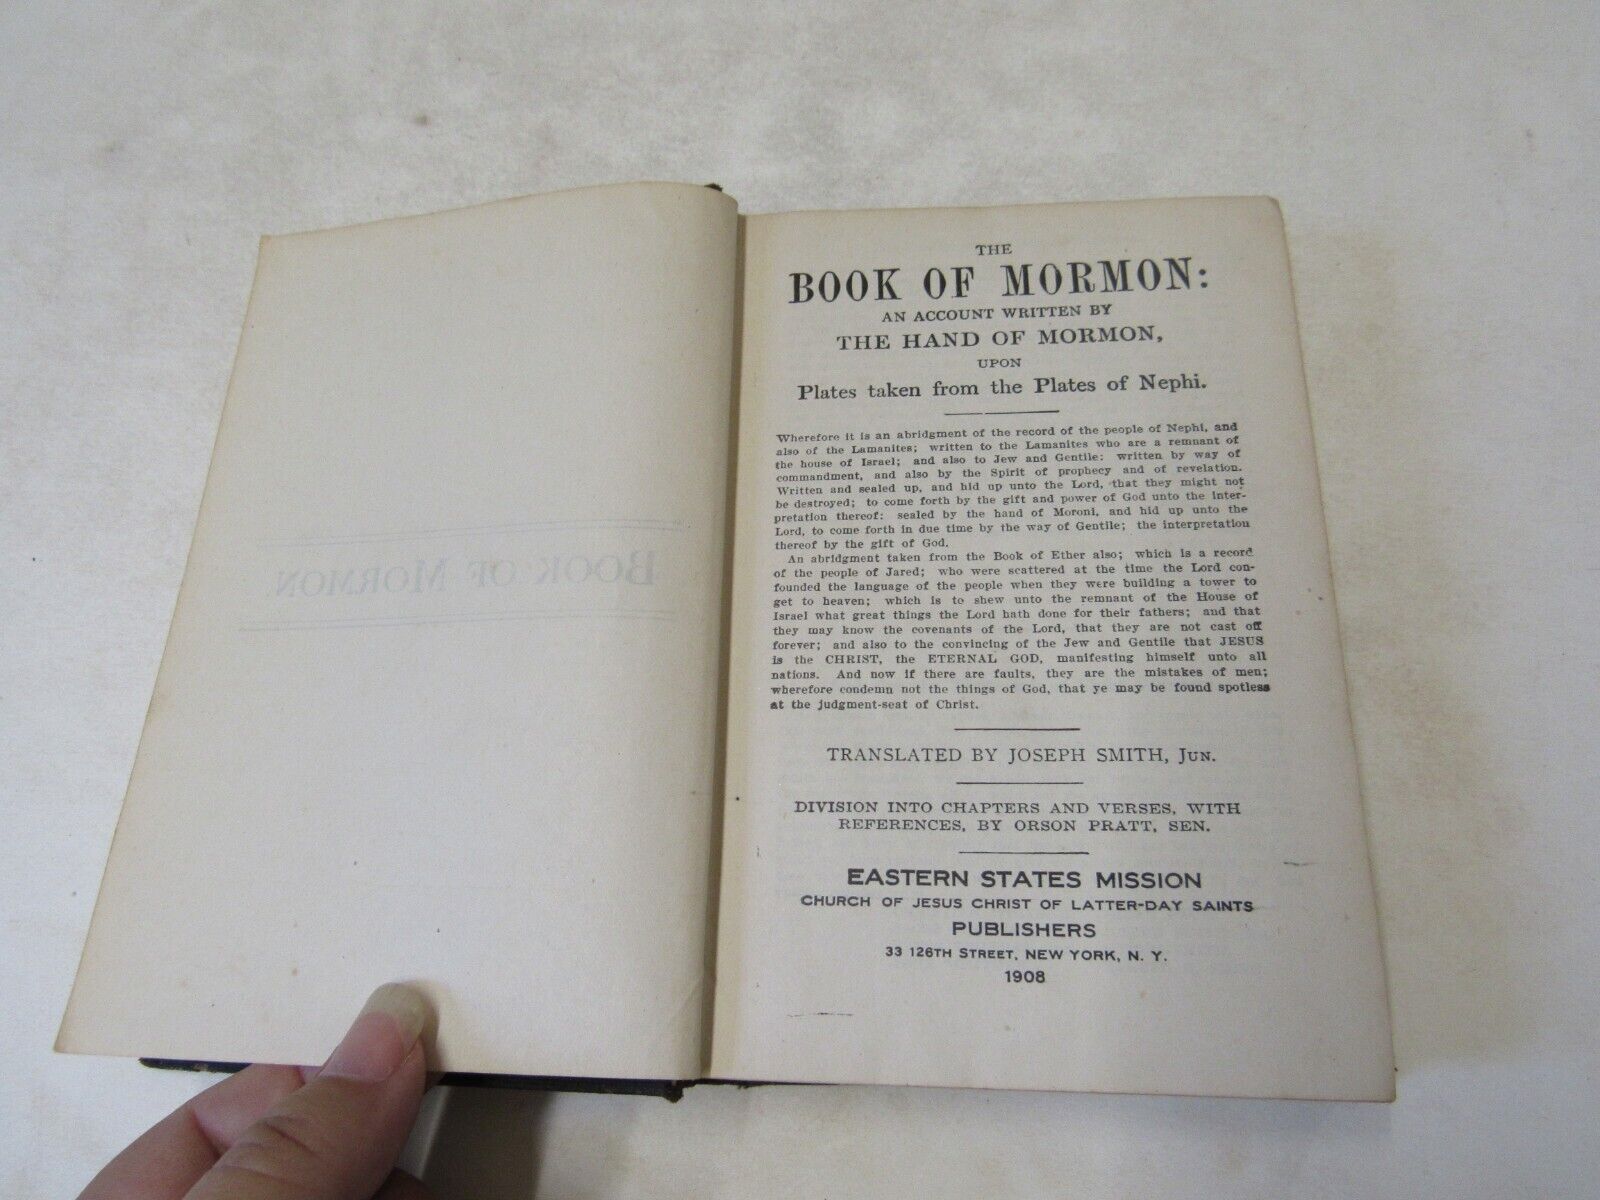 BOOK OF MORMON
THE
BOOK OF MORMON:
AN ACCOUNT WRITTEN BY
THE HAND OF MORMON,
UPON
Plates taken from the Plates of Nephi.
Wherefore it is an abridgment of the record of the people of Nephi, and
also of the Lamanites; written to the Lamanites who are a remnant of
the house of Israel; and also to Jew and Gentile: written by way of
commandment, and also by the Spirit of prophecy and of revelation.
Written and sealed up, and hid up unto the Lord, that they might not
be destroyed; to come forth by the gift and power of God unto the inter-
pretation thereof: sealed by the hand of Moroni, and hid up unto the
Lord, to come forth in due time by the way of Gentile; the interpretation
thereof by the gift of God.
An abridgment taken from the Book of Ether also; which is a record
of the people of Jared; who were scattered at the time the Lord con-
founded the language of the people when they were building a tower to
get to heaven; which is to shew unto the remnant of the House of
Israel what great things the Lord hath done for their fathers; and that
they may know the covenants of the Lord, that they are not cast off
forever; and also to the convincing of the Jew and Gentile that JESUS
is the CHRIST, the ETERNAL GOD, manifesting himself unto all
nations. And now if there are faults, they are the mistakes of men;
wherefore condemn not the things of God, that ye may be found spotless
at the judgment-seat of Christ.
TRANSLATED BY JOSEPH SMITH, JUN.
DIVISION INTO CHAPTERS AND VERSES, WITH
REFERENCES, BY ORSON PRATT, SEN.
EASTERN STATES MISSION
CHURCH OF JESUS CHRIST OF LATTER-DAY SAINTS
PUBLISHERS
33 126TH STREET, NEW YORK, N. Y.
1908